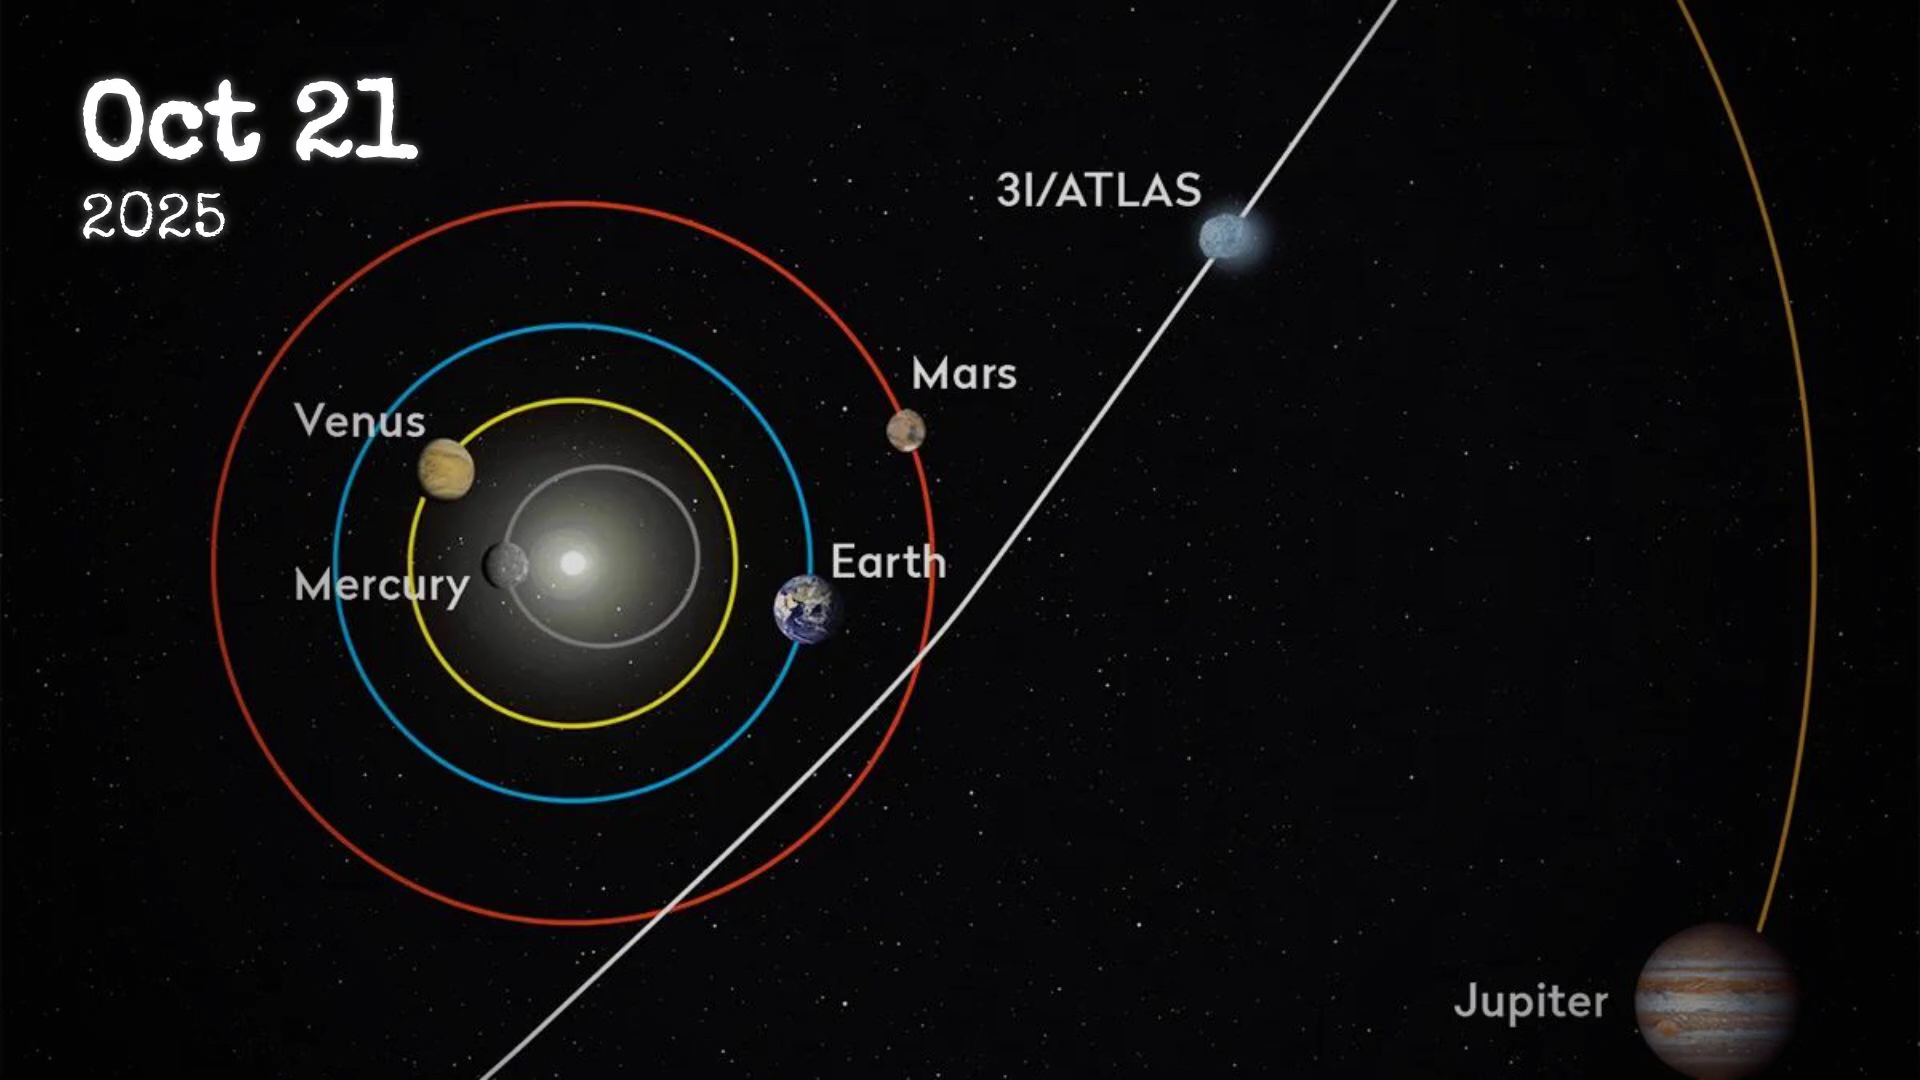 Oct 21
2025
3I/ATLAS
Mars
Venus
Earth
Mercury
Jupiter